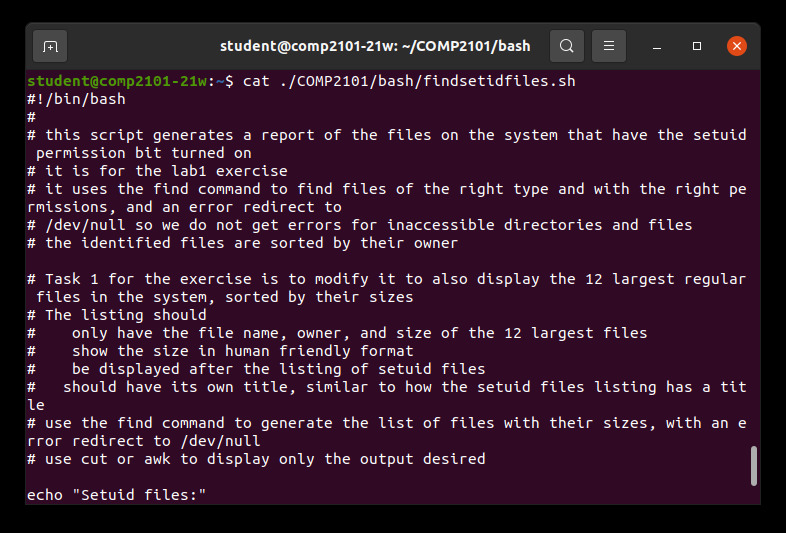 student@comp2101-21w: ~/COMP2101/bash
student@comp2101-21w:~$ cat ./COMP2101/bash/findsetidfiles.sh
#!/bin/bash
#
# this script generates a report of the files on the system that have the setuid
 permission bit turned on
# it is for the lab1 exercise
# it uses the find command to find files of the right type and with the right pe
rmissions, and an error redirect to
# /dev/null so we do not get errors for inaccessible directories and files
# the identified files are sorted by their owner

# Task 1 for the exercise is to modify it to also display the 12 largest regular
 files in the system, sorted by their sizes
# The listing should
#    only have the file name, owner, and size of the 12 largest files
#    show the size in human friendly format
#    be displayed after the listing of setuid files
#   should have its own title, similar to how the setuid files listing has a tit
le
# use the find command to generate the list of files with their sizes, with an e
rror redirect to /dev/null
# use cut or awk to display only the output desired

echo "Setuid files:"